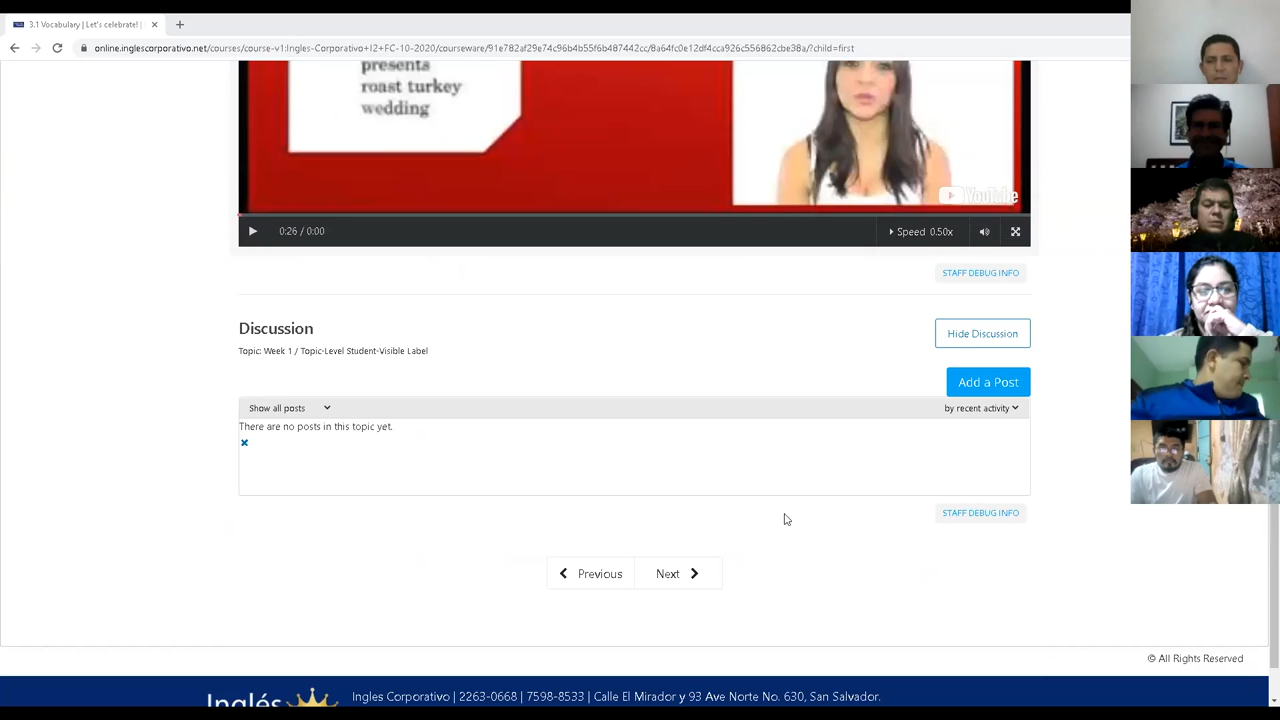 3.1 Vocabulary | Let's celebrate! |
online.inglescorporativo.net/courses/course-v1:Ingles-Corporativo+I2+FC-10-2020/courseware/91e782af29e74c96b4b55f6b487442cc/8a64fc0e12df4cca926c556862cbe38a/?child=first
presents
roast turkey
wedding
YouTube
0:26 / 0:00
Speed 0.50x
STAFF DEBUG INFO
Discussion
Hide Discussion
Topic: Week 1 / Topic-Level Student-Visible Label
Add a Post
Show all posts
by recent activity
There are no posts in this topic yet.
STAFF DEBUG INFO
Previous
Next
© All Rights Reserved
Inglés
Ingles Corporativo | 2263-0668 | 7598-8533 | Calle El Mirador y 93 Ave Norte No. 630, San Salvador.